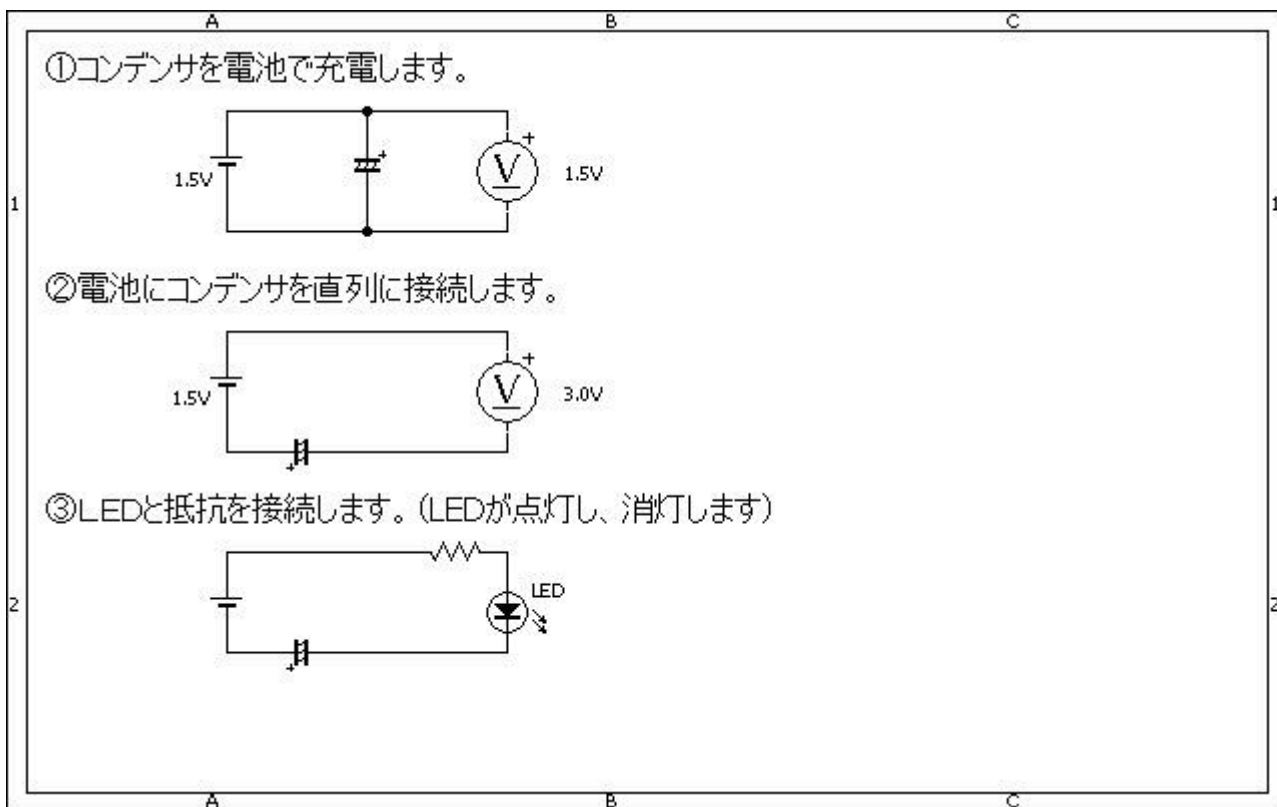 A B C
①コンデンサを電池で充電します。
+
1.5V V 1.5V
1 1
②電池にコンデンサを直列に接続します。
+
1.5V V 3.0V
+
③LEDと抵抗を接続します。(LEDが点灯し、消灯します)
LED
2 2
+
A B C